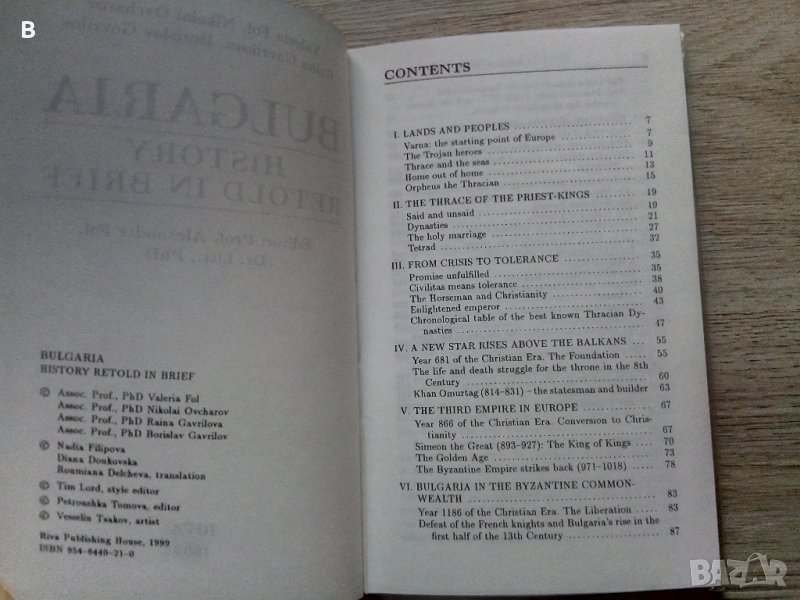 B
BULGARIA
HISTORY RETOLD IN BRIEF
© Assoc. Prof., PhD Valeria Fol
Assoc. Prof., PhD Nikolai Ovcharov
Assoc. Prof., PhD Raina Gavrilova
Assoc. Prof., PhD Borislav Gavrilov
© Nadia Filipova
Diana Doukovska
Roumiana Delcheva, translation
© Tim Lord, style editor
© Petrounka Tomova, editor
© Vesselin Tsakov, artist
Riva Publishing House, 1999
ISBN 954-8440-21-0
CONTENTS
I. LANDS AND PEOPLES 7
Varna: the starting point of Europe 7
The Trojan heroes 9
Thrace and the seas 11
Home out of home 13
Orpheus the Thracian 15
II. THE THRACE OF THE PRIEST-KINGS 19
Said and unsaid 19
Dynasties 21
The holy marriage 27
Tetrad 32
III. FROM CRISIS TO TOLERANCE 35
Promise unfulfilled 35
Civilitas means tolerance 38
The Horseman and Christianity 40
Enlightened emperor 43
Chronological table of the best known Thracian Dy-
nasties 47
IV. A NEW STAR RISES ABOVE THE BALKANS 55
Year 681 of the Christian Era. The Foundation 55
The life and death struggle for the throne in the 8th
Century 60
Khan Omurtag (814–831) – the statesman and builder 63
V. THE THIRD EMPIRE IN EUROPE 67
Year 866 of the Christian Era. Conversion to Chris-
tianity 67
Simeon the Great (893–927): The King of Kings 70
The Golden Age 73
The Byzantine Empire strikes back (971–1018) 78
VI. BULGARIA IN THE BYZANTINE COMMON-
WEALTH 83
Year 1186 of the Christian Era. The Liberation 83
Defeat of the French knights and Bulgaria's rise in the
first half of the 13th Century 87
BAZAR